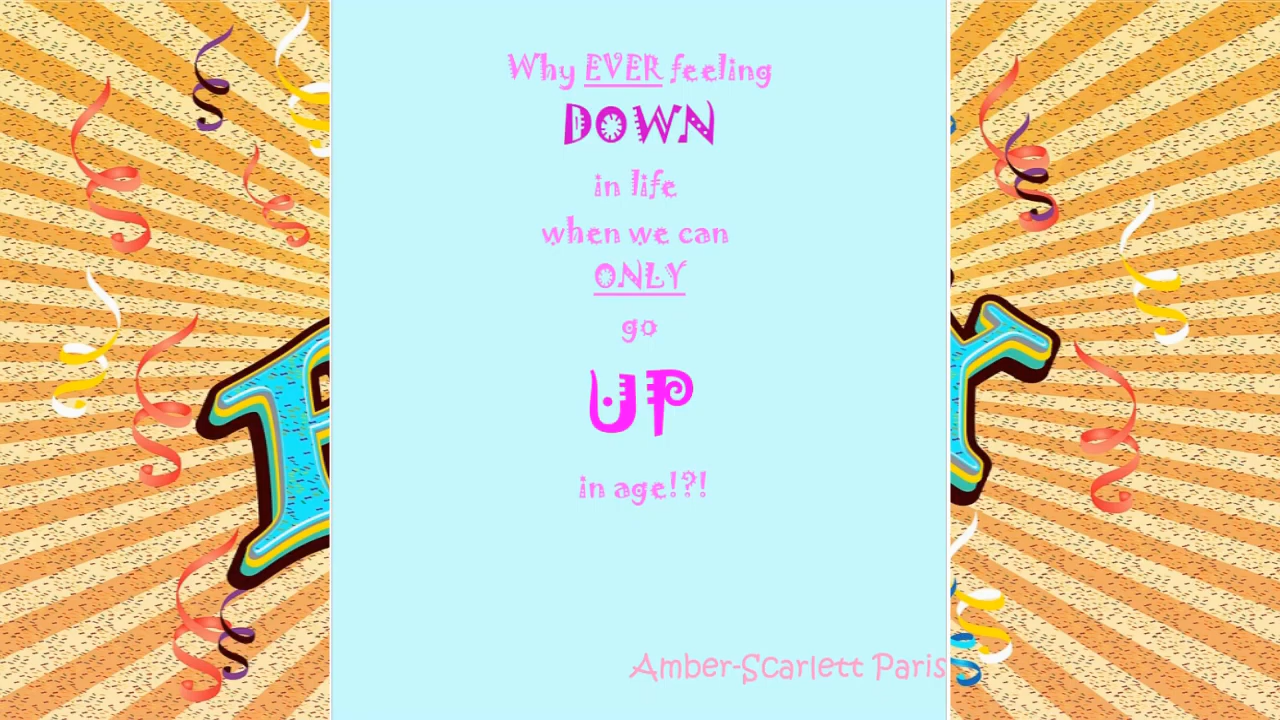 Why EVER feeling
DOWN
in life
when we can
ONLY
go
UP
in age!?!
Amber-Scarlett Paris